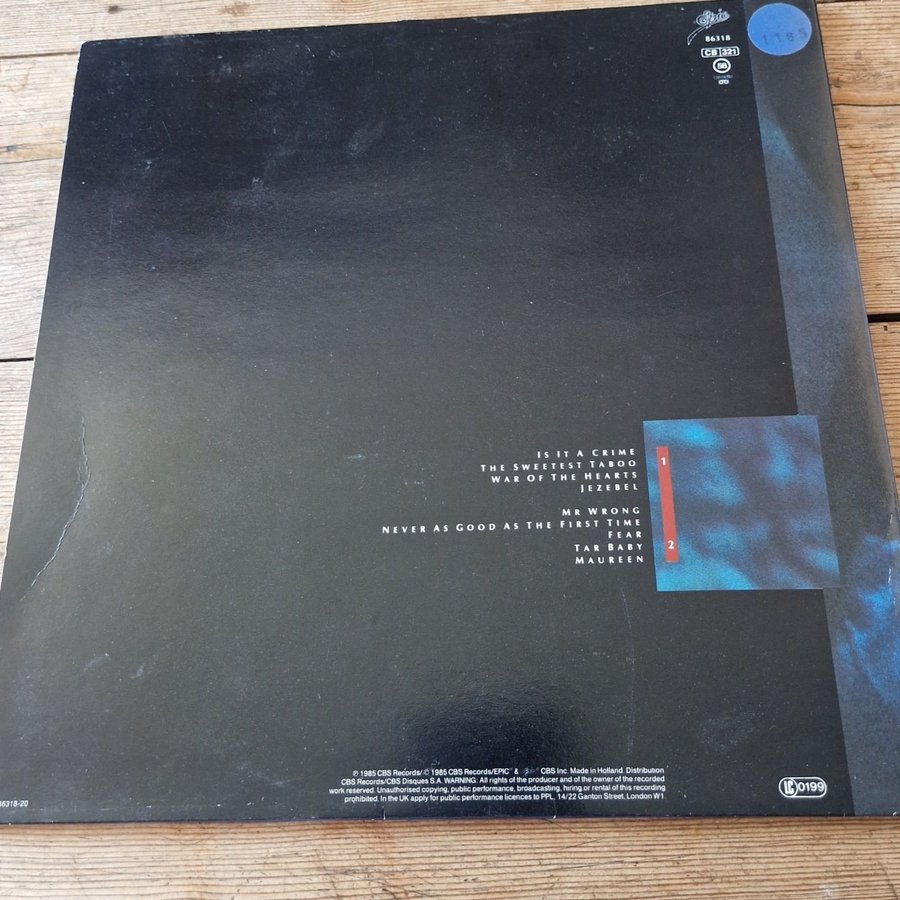 Epic
86318
CB 321
1185
IS IT A CRIME
THE SWEETEST TABOO
WAR OF THE HEARTS
JEZEBEL
1
MR WRONG
NEVER AS GOOD AS THE FIRST TIME
FEAR
TAR BABY
MAUREEN
2
℗ 1985 CBS Records/ © 1985 CBS Records/EPIC" & "Epic" CBS Inc. Made in Holland. Distribution
CBS Records/CBS Disques S.A. WARNING: All rights of the producer and of the owner of the recorded
work reserved. Unauthorised copying, public performance, broadcasting, hiring or rental of this recording
prohibited. In the UK apply for public performance licences to PPL, 14/22 Ganton Street, London W1
86318-20
LC 0199